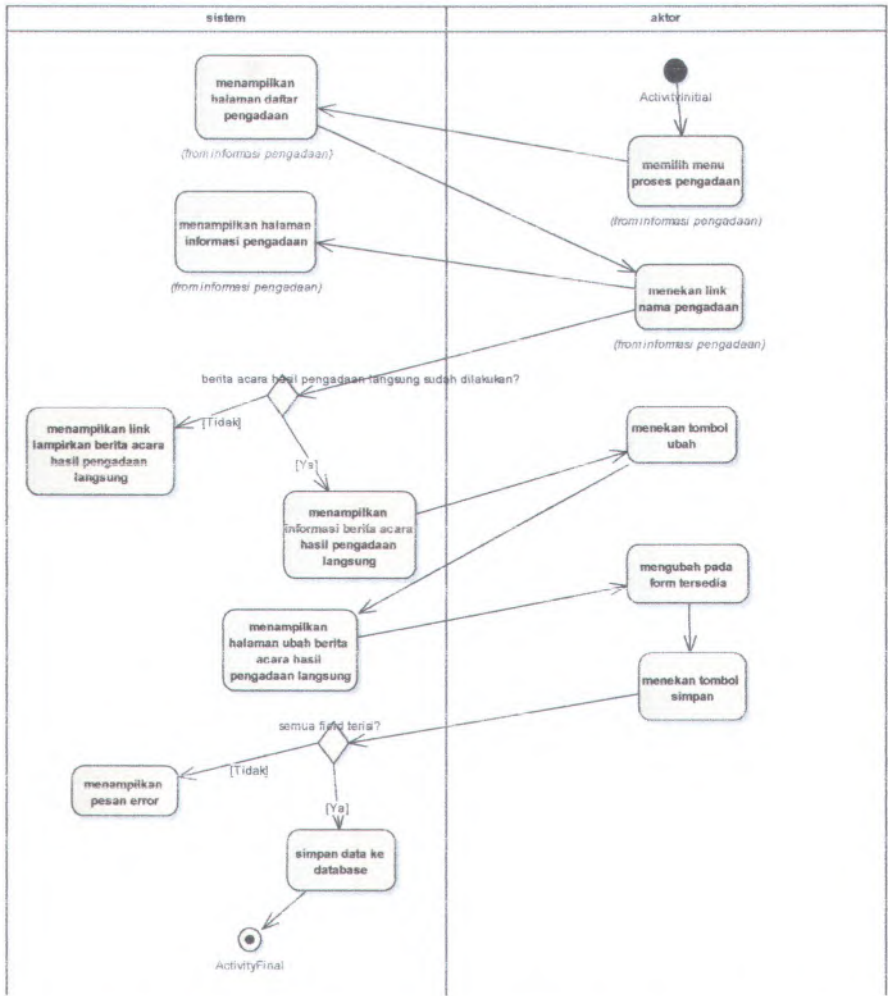 sistem
aktor
menampilkan
halaman daftar
pengadaan
(from informasi pengadaan)
ActivityInitial
memilih menu
proses pengadaan
(from informasi pengadaan)
menampilkan halaman
informasi pengadaan
(from informasi pengadaan)
menekan link
nama pengadaan
(from informasi pengadaan)
berita acara hasil pengadaan langsung sudah dilakukan?
[Tidak]
menampilkan link
lampirkan berita acara
hasil pengadaan
langsung
[Ya]
menekan tombol
ubah
menampilkan
informasi berita acara
hasil pengadaan
langsung
mengubah pada
form tersedia
menampilkan
halaman ubah berita
acara hasil
pengadaan langsung
menekan tombol
simpan
semua field terisi?
[Tidak]
menampilkan
pesan error
[Ya]
simpan data ke
database
ActivityFinal